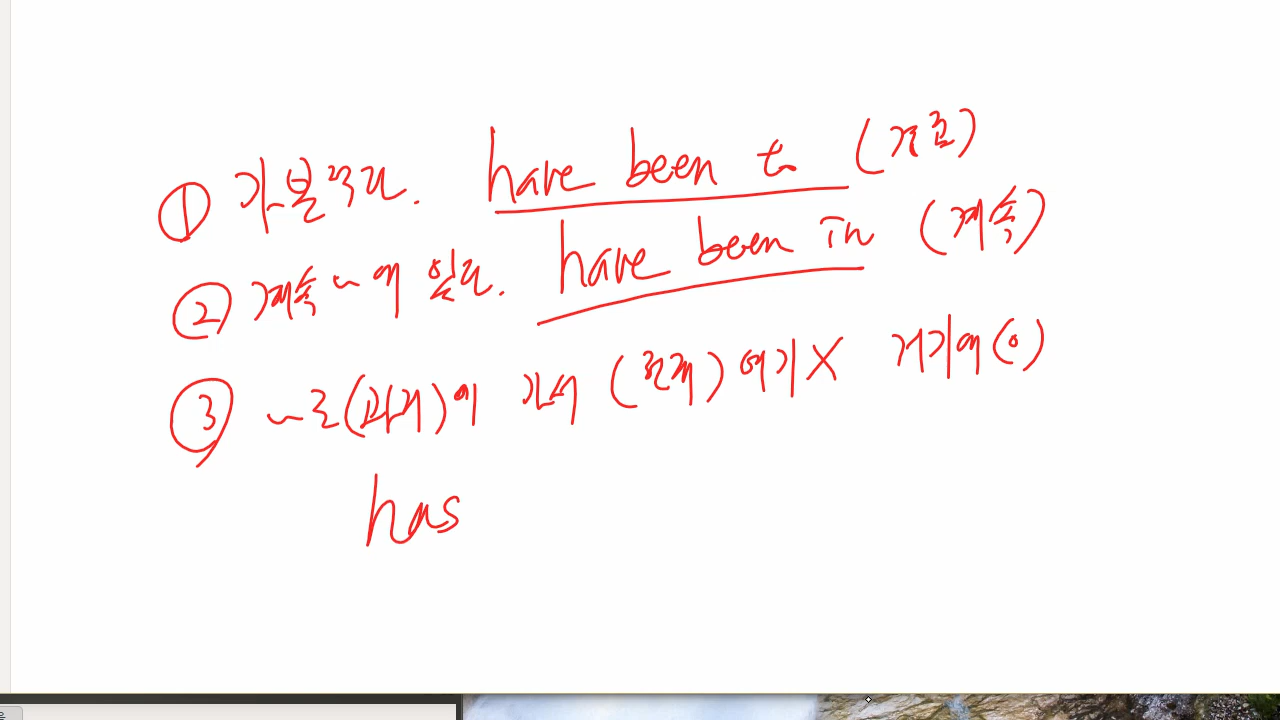 ① 가본적다. have been to (경험)
② 계속 ~에 있다. have been in (계속)
③ ~로(과거)에 가서 (현재) 여기X 거기에(o)
has